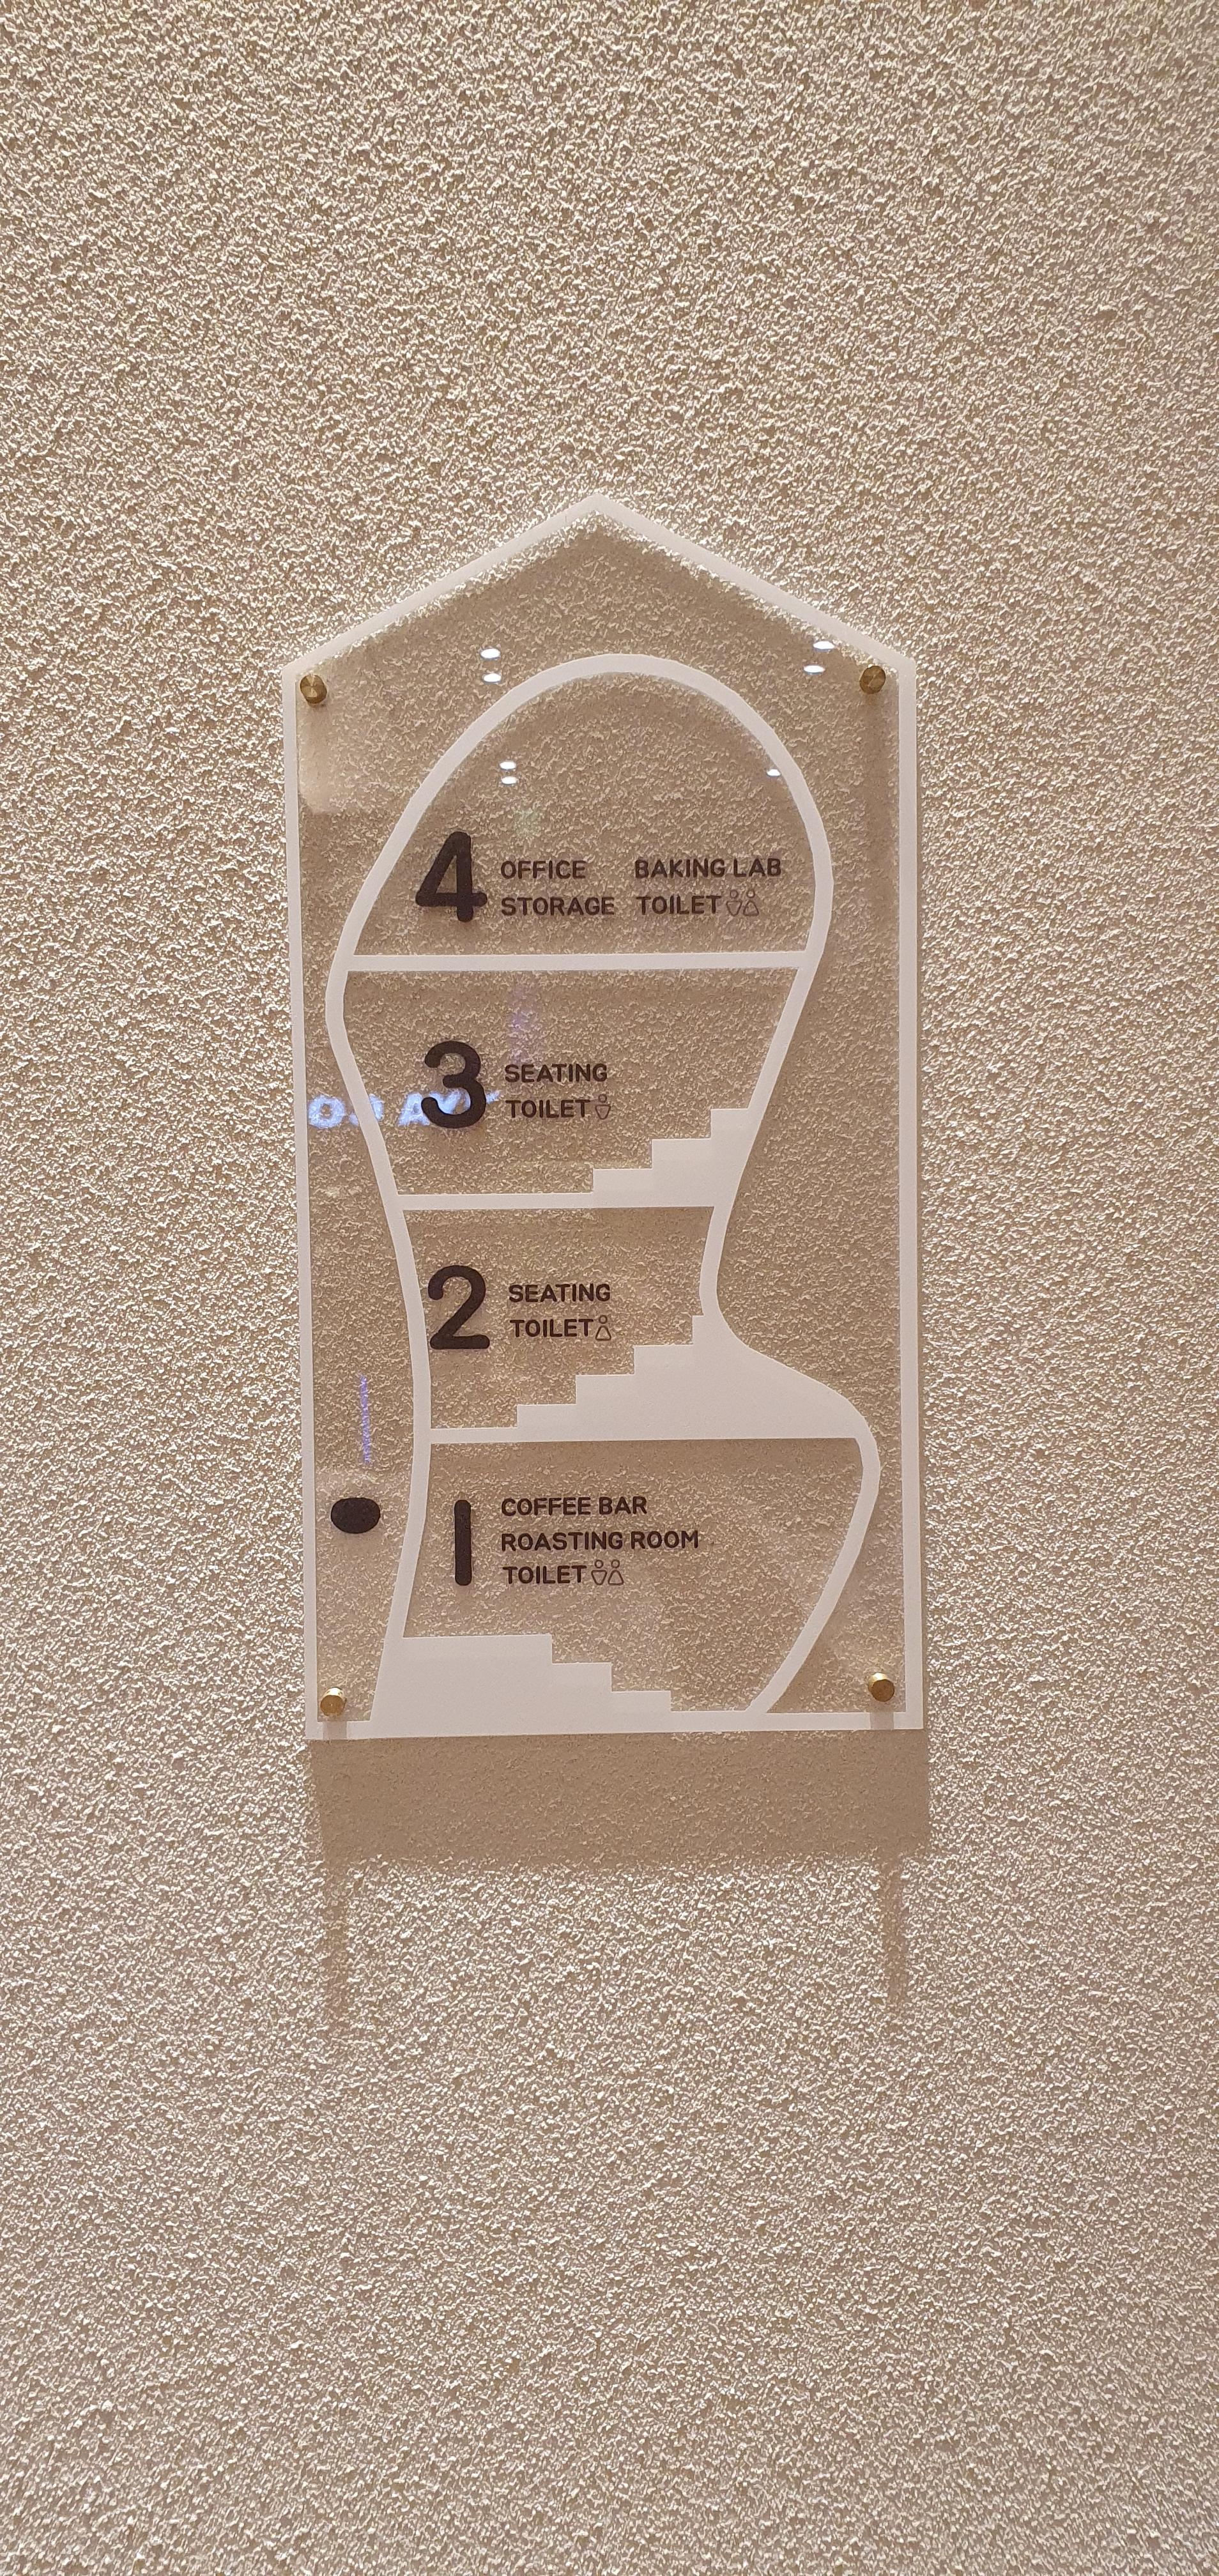 4 OFFICE BAKING LAB
STORAGE TOILET
3 SEATING
TOILET
2 SEATING
TOILET
1 COFFEE BAR
ROASTING ROOM
TOILET